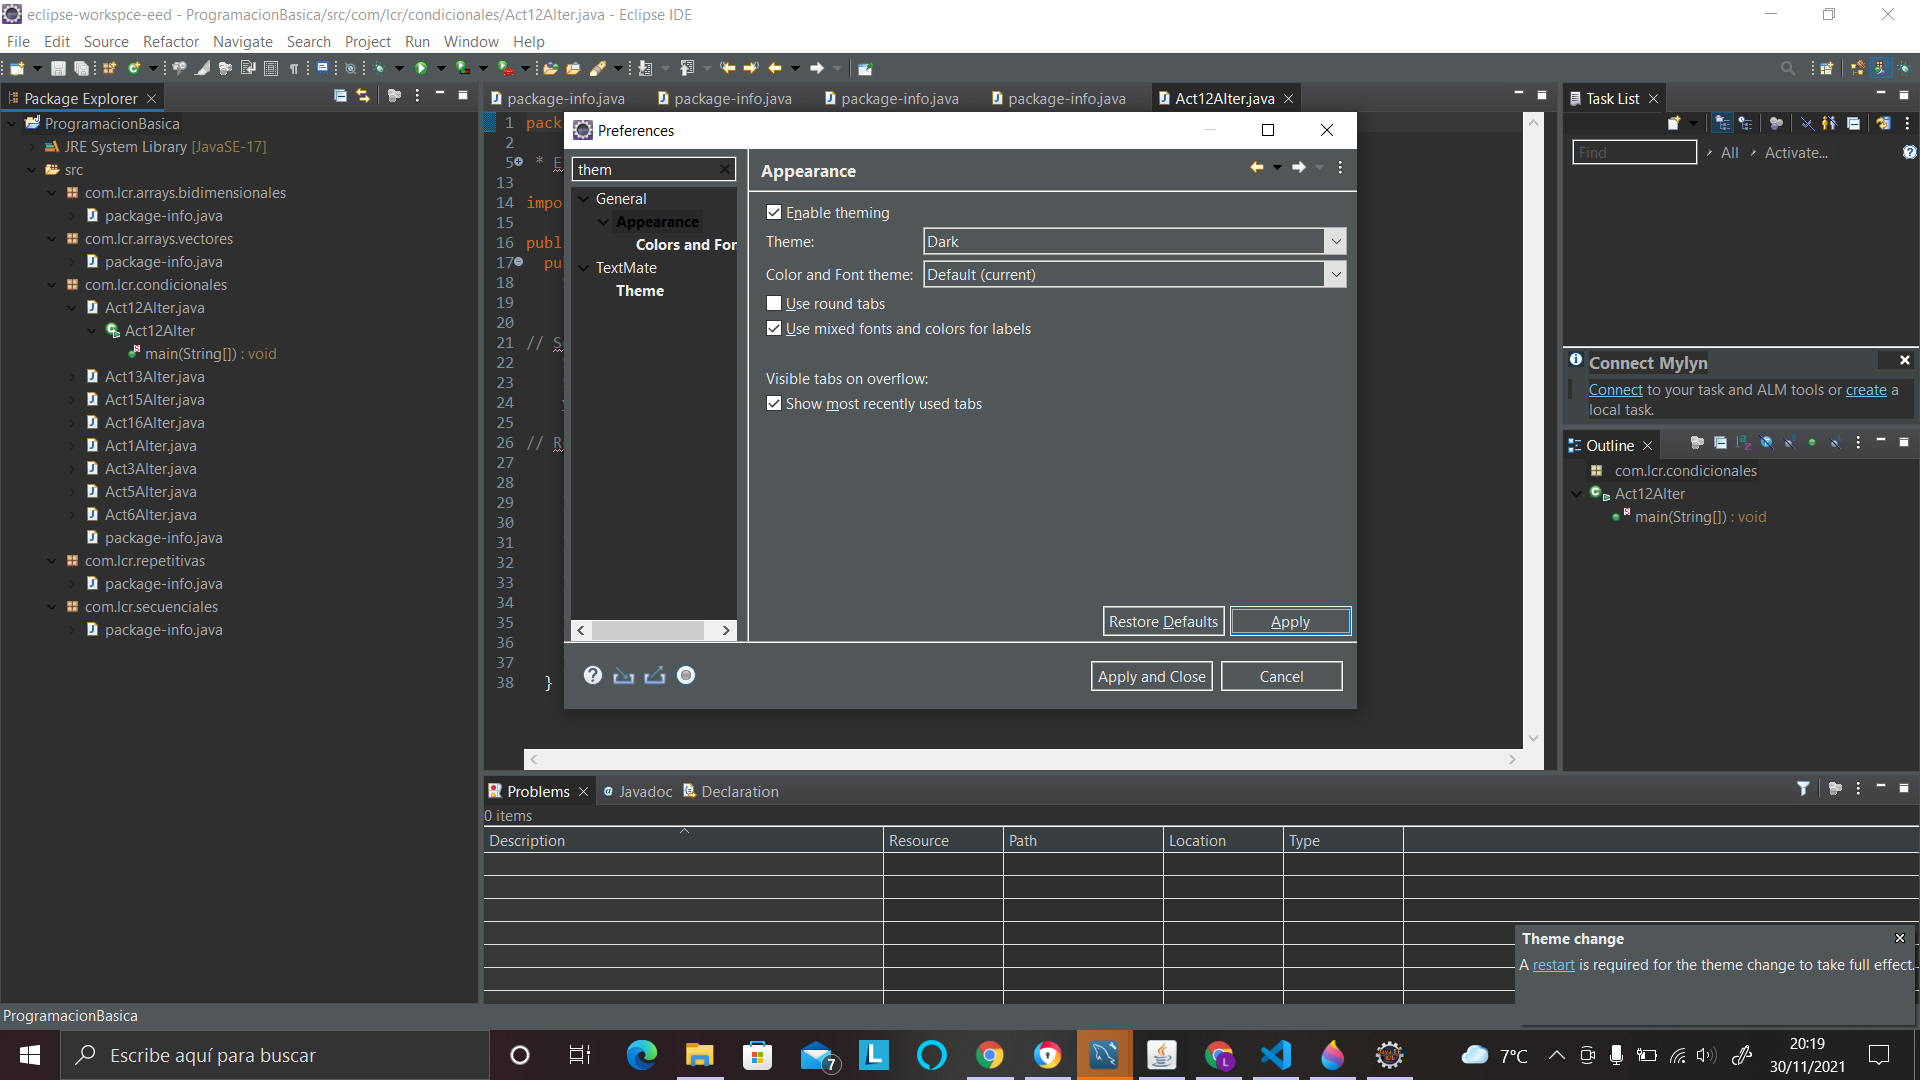 eclipse-workspce-eed - ProgramacionBasica/src/com/lcr/condicionales/Act12Alter.java - Eclipse IDE
File Edit Source Refactor Navigate Search Project Run Window Help
Package Explorer
ProgramacionBasica
JRE System Library [JavaSE-17]
src
com.lcr.arrays.bidimensionales
package-info.java
com.lcr.arrays.vectores
package-info.java
com.lcr.condicionales
Act12Alter.java
Act12Alter
main(String[]) : void
Act13Alter.java
Act15Alter.java
Act16Alter.java
Act1Alter.java
Act3Alter.java
Act5Alter.java
Act6Alter.java
package-info.java
com.lcr.repetitivas
package-info.java
com.lcr.secuenciales
package-info.java
package-info.java package-info.java package-info.java package-info.java Act12Alter.java
1 pack
2
5 * E
13
14 impo
15
16 publ
17 pu
18
19
20
21 // S
22
23
24
25
26 // R
27
28
29
30
31
32
33
34
35
36
37
38 }
Preferences
them
General
Appearance
Colors and For
TextMate
Theme
Appearance
Enable theming
Theme: Dark
Color and Font theme: Default (current)
Use round tabs
Use mixed fonts and colors for labels
Visible tabs on overflow:
Show most recently used tabs
Restore Defaults Apply
Apply and Close Cancel
Task List
Find All Activate...
Connect Mylyn
Connect to your task and ALM tools or create a
local task.
Outline
com.lcr.condicionales
Act12Alter
main(String[]) : void
Problems Javadoc Declaration
0 items
Description Resource Path Location Type
Theme change
A restart is required for the theme change to take full effect.
ProgramacionBasica
Escribe aquí para buscar
7
L
L
7°C
20:19
30/11/2021